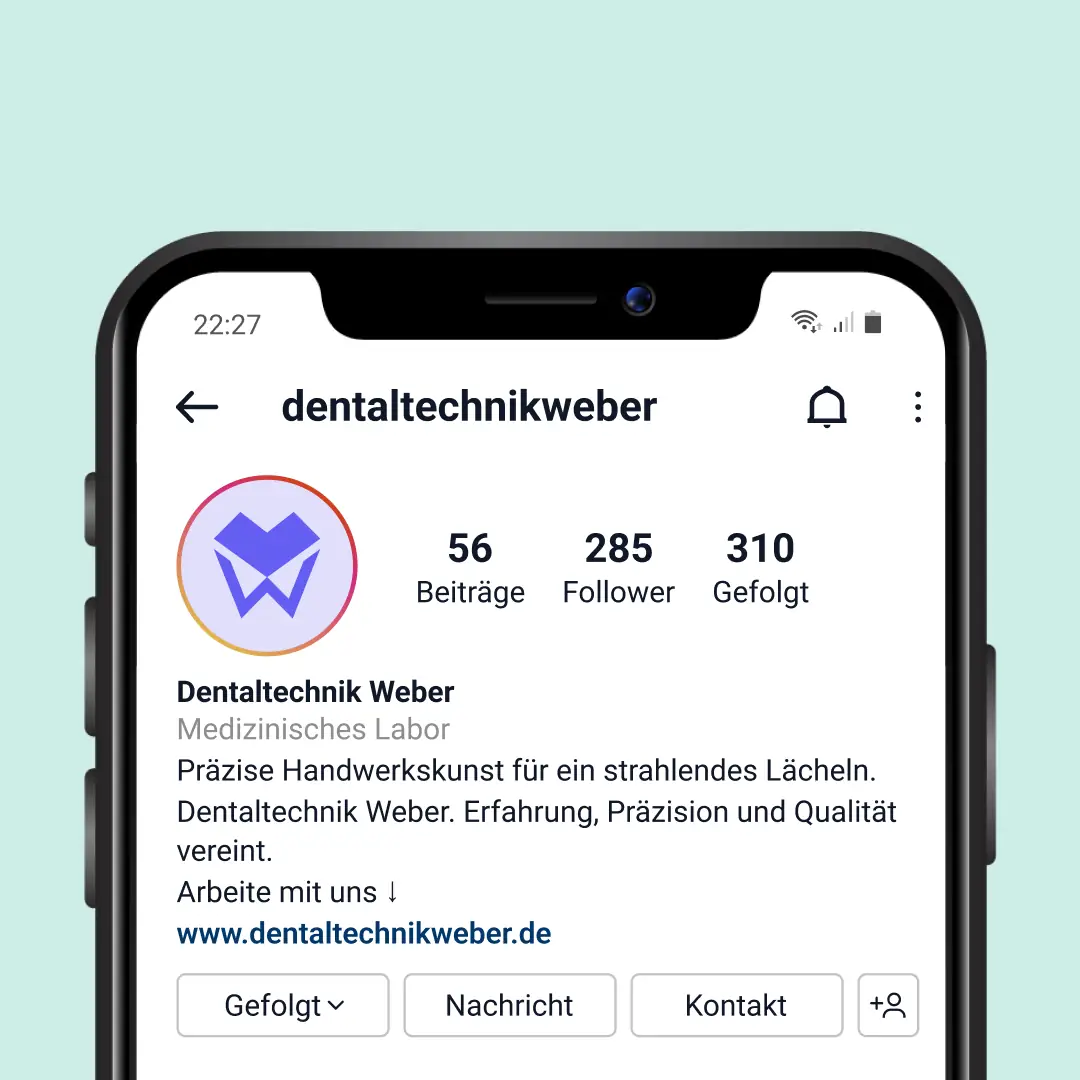 22:27
dentaltechnikweber
56 285 310
Beiträge Follower Gefolgt
Dentaltechnik Weber
Medizinisches Labor
Präzise Handwerkskunst für ein strahlendes Lächeln.
Dentaltechnik Weber. Erfahrung, Präzision und Qualität
vereint.
Arbeite mit uns ↓
www.dentaltechnikweber.de
Gefolgt Nachricht Kontakt